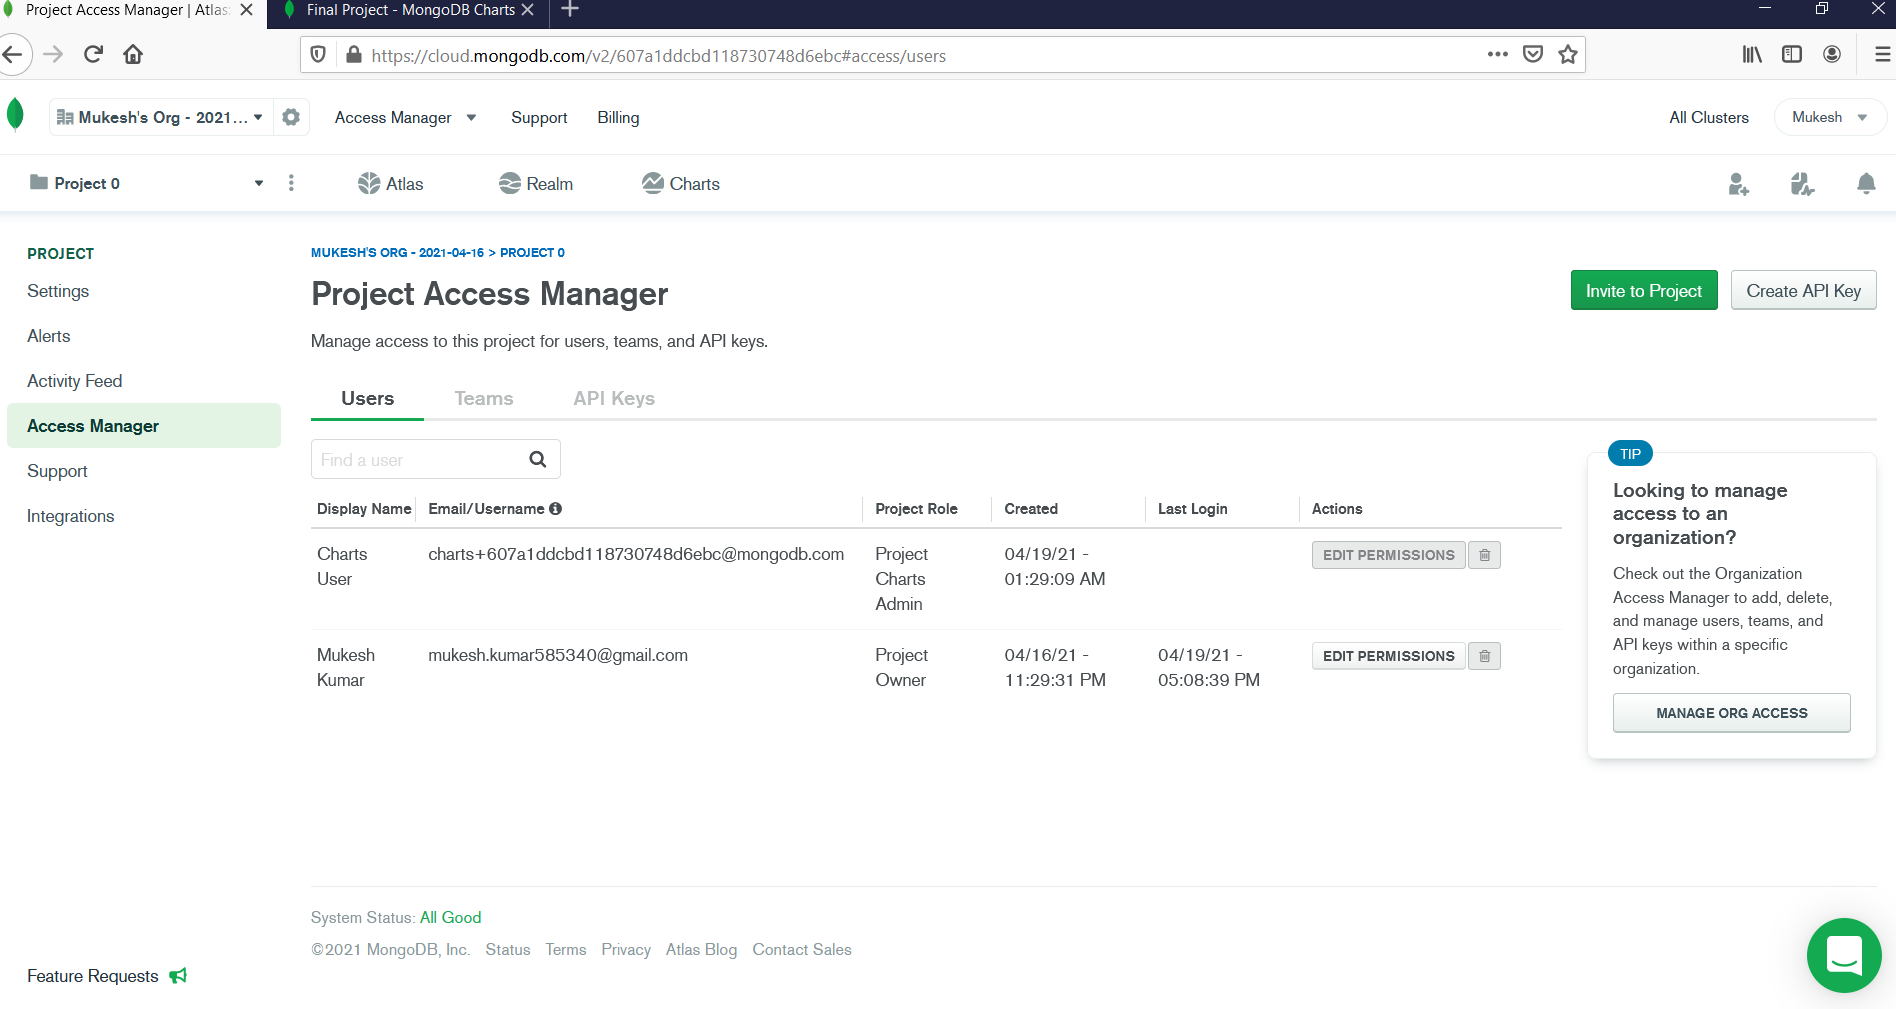 Project Access Manager | Atlas:
Final Project - MongoDB Charts
https://cloud.mongodb.com/v2/607a1ddcbd118730748d6ebc#access/users
Mukesh's Org - 2021...
Access Manager
Support
Billing
All Clusters
Mukesh
Project 0
Atlas
Realm
Charts
PROJECT
Settings
Alerts
Activity Feed
Access Manager
Support
Integrations
Feature Requests
MUKESH'S ORG - 2021-04-16 > PROJECT 0
Project Access Manager
Invite to Project
Create API Key
Manage access to this project for users, teams, and API keys.
Users
Teams
API Keys
Find a user
Display Name
Email/Username
Project Role
Created
Last Login
Actions
Charts
User
charts+607a1ddcbd118730748d6ebc@mongodb.com
Project
Charts
Admin
04/19/21 -
01:29:09 AM
EDIT PERMISSIONS
Mukesh
Kumar
mukesh.kumar585340@gmail.com
Project
Owner
04/16/21 -
11:29:31 PM
04/19/21 -
05:08:39 PM
EDIT PERMISSIONS
TIP
Looking to manage
access to an
organization?
Check out the Organization
Access Manager to add, delete,
and manage users, teams, and
API keys within a specific
organization.
MANAGE ORG ACCESS
System Status: All Good
©2021 MongoDB, Inc. Status Terms Privacy Atlas Blog Contact Sales